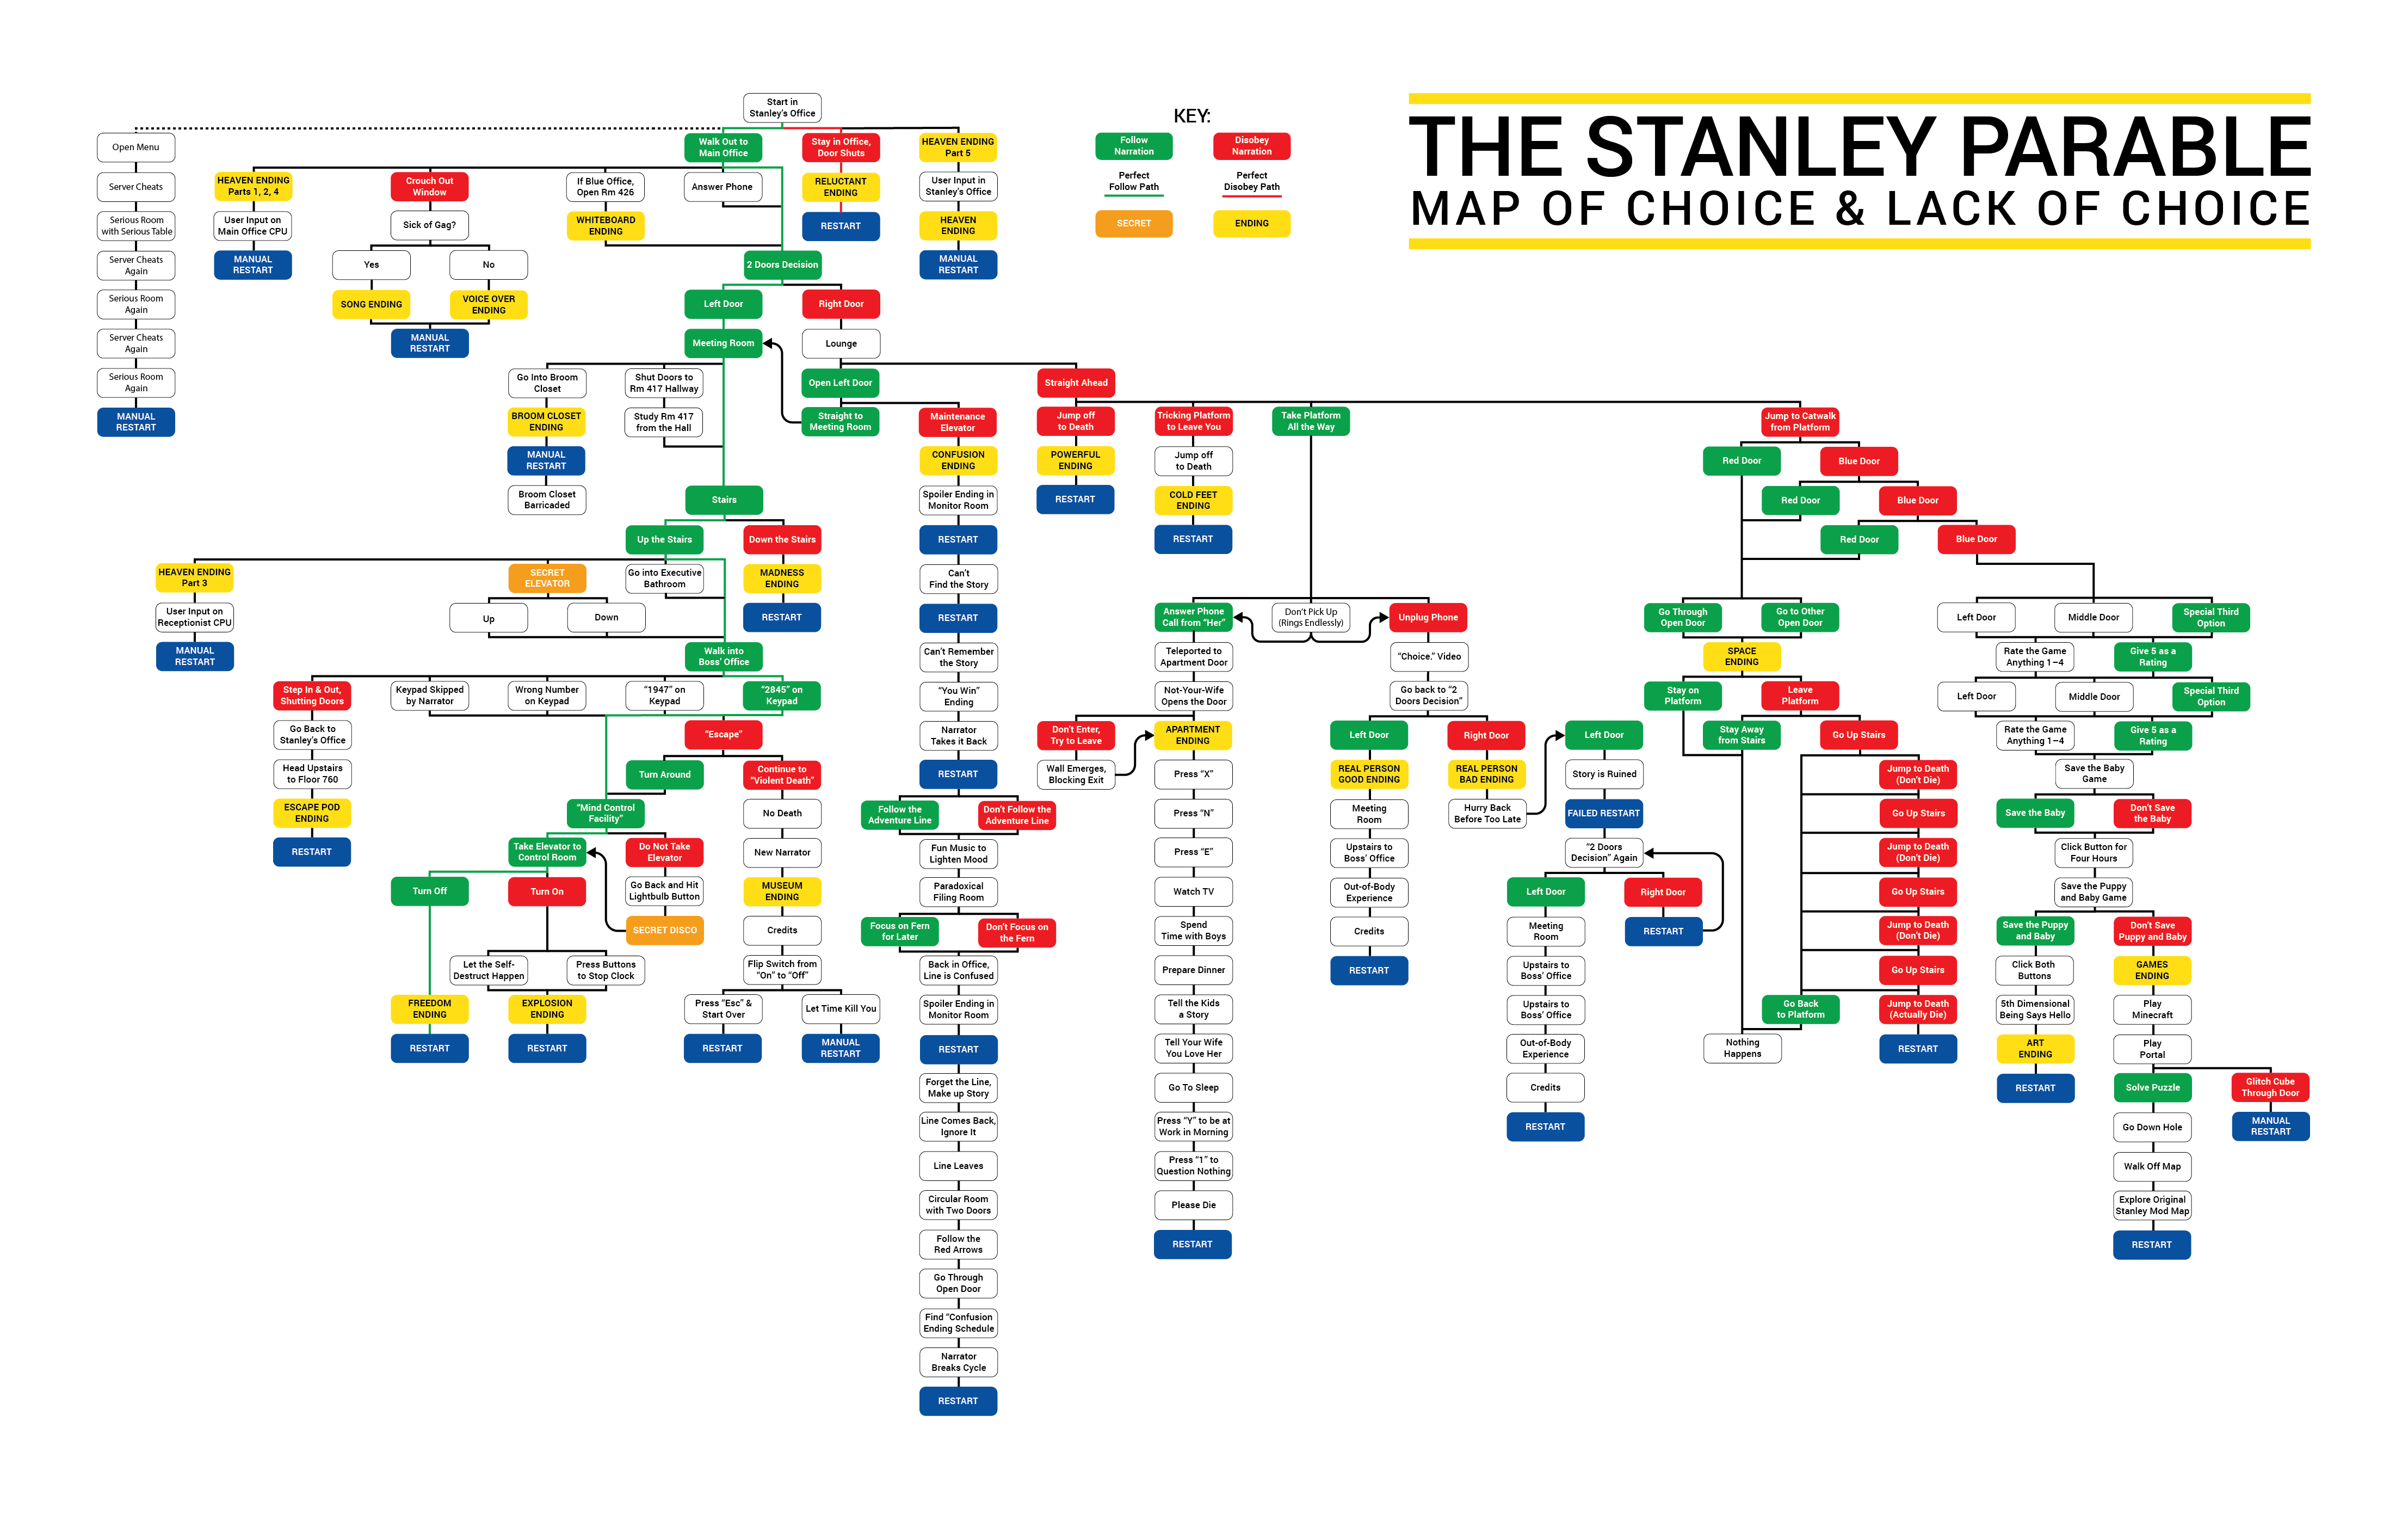 THE STANLEY PARABLE
MAP OF CHOICE & LACK OF CHOICE
KEY:
Follow
Narration
Disobey
Narration
Perfect
Follow Path
Perfect
Disobey Path
SECRET
ENDING
Start in
Stanley's Office
Open Menu
Server Cheats
Serious Room
with Serious Table
Server Cheats
Again
Serious Room
Again
Server Cheats
Again
Serious Room
Again
MANUAL
RESTART
Walk Out to
Main Office
Stay in Office,
Door Shuts
RELUCTANT
ENDING
RESTART
HEAVEN ENDING
Part 5
User Input in
Stanley's Office
HEAVEN
ENDING
MANUAL
RESTART
HEAVEN ENDING
Parts 1, 2, 4
User Input on
Main Office CPU
MANUAL
RESTART
Crouch Out
Window
Sick of Gag?
Yes
No
SONG ENDING
VOICE OVER
ENDING
MANUAL
RESTART
If Blue Office,
Open Rm 426
WHITEBOARD
ENDING
Answer Phone
2 Doors Decision
Left Door
Right Door
Meeting Room
Lounge
Go Into Broom
Closet
BROOM CLOSET
ENDING
MANUAL
RESTART
Broom Closet
Barricaded
Shut Doors to
Rm 417 Hallway
Study Rm 417
from the Hall
Open Left Door
Straight to
Meeting Room
Stairs
Up the Stairs
Down the Stairs
MADNESS
ENDING
RESTART
HEAVEN ENDING
Part 3
User Input on
Receptionist CPU
MANUAL
RESTART
SECRET
ELEVATOR
Up
Down
Go into Executive
Bathroom
Walk into
Boss' Office
Step In & Out,
Shutting Doors
Go Back to
Stanley's Office
Head Upstairs
to Floor 760
ESCAPE POD
ENDING
RESTART
Keypad Skipped
by Narrator
Wrong Number
on Keypad
"1947" on
Keypad
"2845" on
Keypad
"Escape"
Turn Around
Continue to
"Violent Death"
No Death
New Narrator
MUSEUM
ENDING
Credits
Flip Switch from
"On" to "Off"
Press "Esc" &
Start Over
RESTART
Let Time Kill You
MANUAL
RESTART
"Mind Control
Facility"
Take Elevator to
Control Room
Do Not Take
Elevator
Go Back and Hit
Lightbulb Button
SECRET DISCO
Turn Off
Turn On
Let the Self-
Destruct Happen
Press Buttons
to Stop Clock
FREEDOM
ENDING
RESTART
EXPLOSION
ENDING
RESTART
Maintenance
Elevator
CONFUSION
ENDING
Spoiler Ending in
Monitor Room
RESTART
Can't
Find the Story
RESTART
Can't Remember
the Story
"You Win"
Ending
Narrator
Takes it Back
RESTART
Follow the
Adventure Line
Don't Follow the
Adventure Line
Fun Music to
Lighten Mood
Paradoxical
Filing Room
Focus on Fern
for Later
Don't Focus on
the Fern
Back in Office,
Line is Confused
Spoiler Ending in
Monitor Room
RESTART
Forget the Line,
Make up Story
Line Comes Back,
Ignore It
Line Leaves
Circular Room
with Two Doors
Follow the
Red Arrows
Go Through
Open Door
Find "Confusion
Ending Schedule
Narrator
Breaks Cycle
RESTART
Straight Ahead
Jump off
to Death
POWERFUL
ENDING
RESTART
Tricking Platform
to Leave You
Jump off
to Death
COLD FEET
ENDING
RESTART
Take Platform
All the Way
Answer Phone
Call from "Her"
Don't Pick Up
(Rings Endlessly)
Unplug Phone
Teleported to
Apartment Door
Not-Your-Wife
Opens the Door
Don't Enter,
Try to Leave
Wall Emerges,
Blocking Exit
APARTMENT
ENDING
Press "X"
Press "N"
Press "E"
Watch TV
Spend
Time with Boys
Prepare Dinner
Tell the Kids
a Story
Tell Your Wife
You Love Her
Go To Sleep
Press "Y" to be at
Work in Morning
Press "1" to
Question Nothing
Please Die
RESTART
"Choice." Video
Go back to "2
Doors Decision"
Left Door
REAL PERSON
GOOD ENDING
Meeting
Room
Upstairs to
Boss' Office
Out-of-Body
Experience
Credits
RESTART
Right Door
REAL PERSON
BAD ENDING
Hurry Back
Before Too Late
Left Door
Story is Ruined
FAILED RESTART
"2 Doors
Decision" Again
Left Door
Right Door
RESTART
Meeting
Room
Upstairs to
Boss' Office
Upstairs to
Boss' Office
Out-of-Body
Experience
Credits
RESTART
Jump to Catwalk
from Platform
Red Door
Blue Door
Red Door
Blue Door
Red Door
Blue Door
Go Through
Open Door
Go to Other
Open Door
SPACE
ENDING
Stay on
Platform
Leave
Platform
Stay Away
from Stairs
Go Up Stairs
Jump to Death
(Don't Die)
Go Up Stairs
Jump to Death
(Don't Die)
Go Up Stairs
Jump to Death
(Don't Die)
Go Up Stairs
Go Back
to Platform
Jump to Death
(Actually Die)
Nothing
Happens
RESTART
Left Door
Middle Door
Special Third
Option
Rate the Game
Anything 1–4
Give 5 as a
Rating
Left Door
Middle Door
Special Third
Option
Rate the Game
Anything 1–4
Give 5 as a
Rating
Save the Baby
Game
Save the Baby
Don't Save
the Baby
Click Button for
Four Hours
Save the Puppy
and Baby Game
Save the Puppy
and Baby
Click Both
Buttons
5th Dimensional
Being Says Hello
ART
ENDING
RESTART
Don't Save
Puppy and Baby
GAMES
ENDING
Play
Minecraft
Play
Portal
Solve Puzzle
Glitch Cube
Through Door
MANUAL
RESTART
Go Down Hole
Walk Off Map
Explore Original
Stanley Mod Map
RESTART